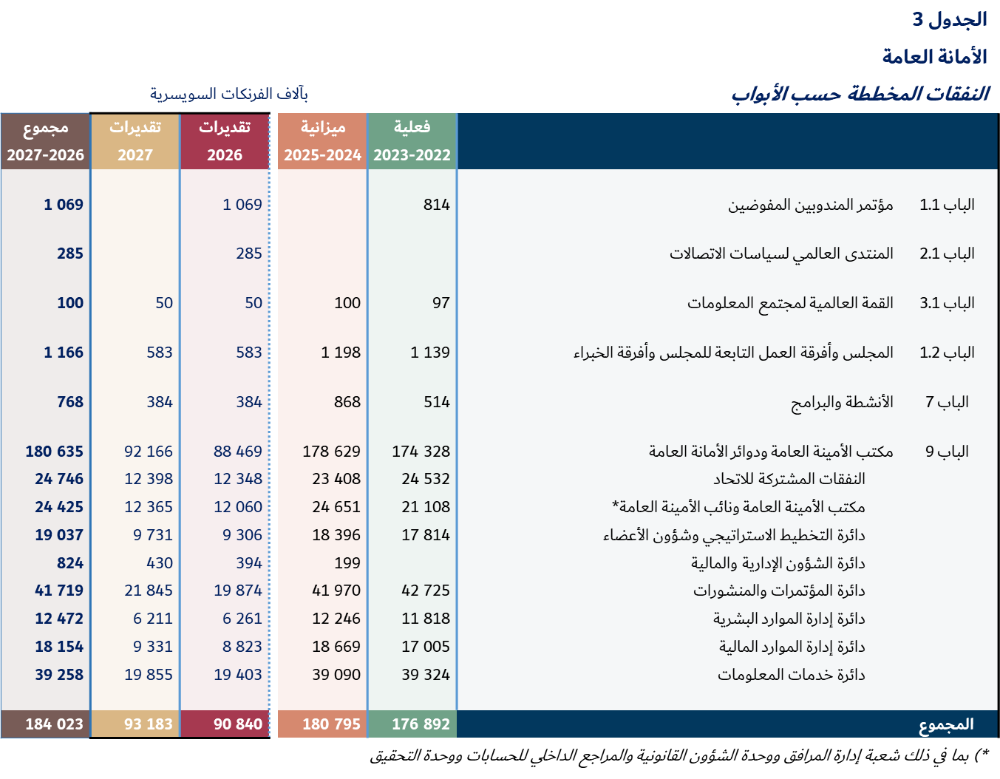 الجدول 3
الأمانة العامة
النفقات المخططة حسب الأبواب
بآلاف الفرنكات السويسرية
فعلية ميزانية تقديرات تقديرات مجموع
2023-2022 2025-2024 2026 2027 2027-2026
الباب 1.1 مؤتمر المندوبين المفوضين 814 1 069 1 069
الباب 2.1 المنتدى العالمي لسياسات الاتصالات 285 285
الباب 3.1 القمة العالمية لمجتمع المعلومات 97 100 50 50 100
الباب 1.2 المجلس وأفرقة العمل التابعة للمجلس وأفرقة الخبراء 1 139 1 198 583 583 1 166
الباب 7 الأنشطة والبرامج 514 868 384 384 768
الباب 9 مكتب الأمينة العامة ودوائر الأمانة العامة 174 328 178 629 88 469 92 166 180 635
النفقات المشتركة للاتحاد 24 532 23 408 12 348 12 398 24 746
مكتب الأمينة العامة ونائب الأمينة العامة* 21 108 24 651 12 060 12 365 24 425
دائرة التخطيط الاستراتيجي وشؤون الأعضاء 17 814 18 396 9 306 9 731 19 037
دائرة الشؤون الإدارية والمالية 199 394 430 824
دائرة المؤتمرات والمنشورات 42 725 41 970 19 874 21 845 41 719
دائرة إدارة الموارد البشرية 11 818 12 246 6 261 6 211 12 472
دائرة إدارة الموارد المالية 17 005 18 669 8 823 9 331 18 154
دائرة خدمات المعلومات 39 324 39 090 19 403 19 855 39 258
المجموع 176 892 180 795 90 840 93 183 184 023
*) بما في ذلك شعبة إدارة المرافق ووحدة الشؤون القانونية والمراجع الداخلي للحسابات ووحدة التحقيق